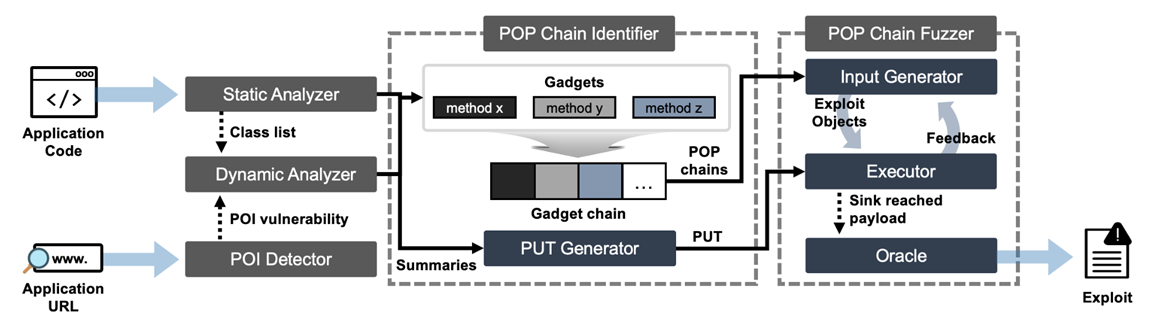 POP Chain Identifier
POP Chain Fuzzer
ooo
</>
Application
Code
Static Analyzer
Class list
Dynamic Analyzer
POI vulnerability
www.
Application
URL
POI Detector
Gadgets
method x
method y
method z
...
Gadget chain
POP
chains
Summaries
PUT Generator
PUT
Input Generator
Exploit
Objects
Feedback
Executor
Sink reached
payload
Oracle
!
Exploit